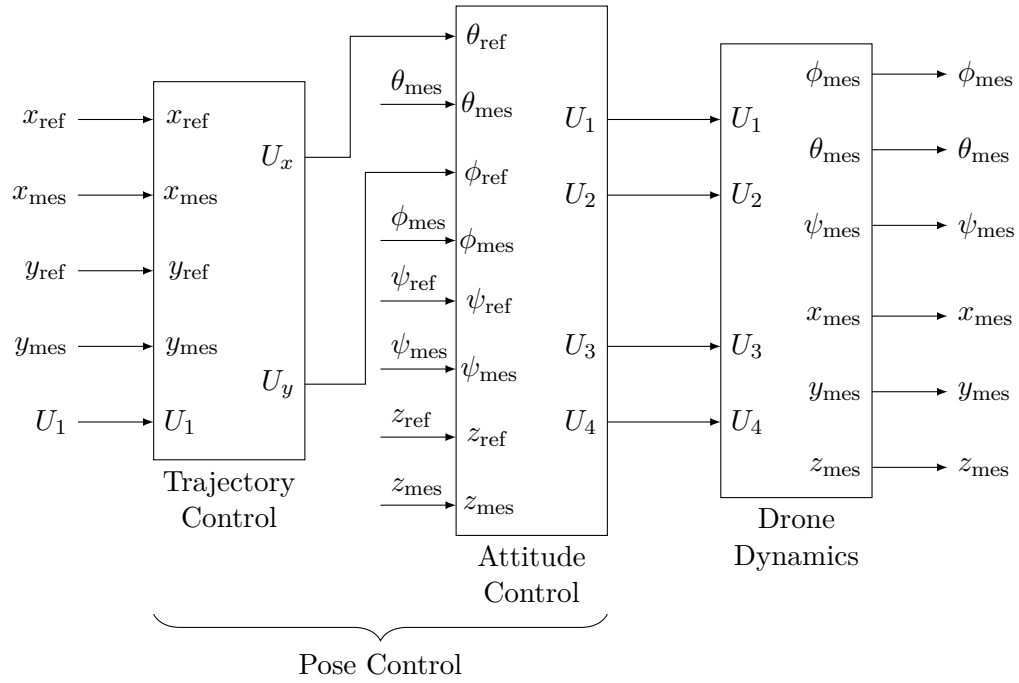 x_ref
x_mes
y_ref
y_mes
U_1
x_ref
x_mes
y_ref
y_mes
U_1
U_x
U_y
Trajectory
Control
θ_mes
ϕ_mes
ψ_ref
ψ_mes
z_ref
z_mes
θ_ref
θ_mes
ϕ_ref
ϕ_mes
ψ_ref
ψ_mes
z_ref
z_mes
U_1
U_2
U_3
U_4
Attitude
Control
U_1
U_2
U_3
U_4
ϕ_mes
θ_mes
ψ_mes
x_mes
y_mes
z_mes
Drone
Dynamics
ϕ_mes
θ_mes
ψ_mes
x_mes
y_mes
z_mes
Pose Control